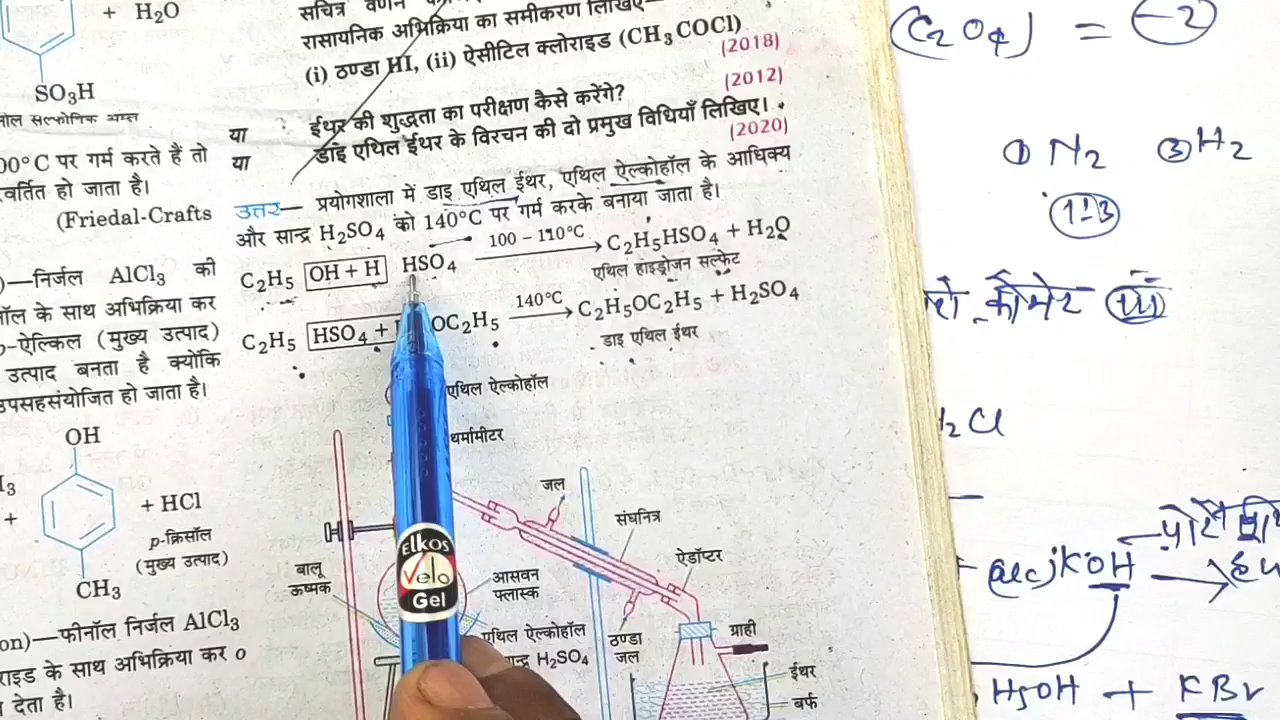 + H₂O
SO₃H
00°C पर गर्म करते हैं तो
वर्तित हो जाता है।
(Friedal-Crafts
)—निर्जल AlCl₃ की
नॉल के साथ अभिक्रिया कर
-ऐल्किल (मुख्य उत्पाद)
उत्पाद बनता है क्योंकि
उपसहसंयोजित हो जाता है।
OH
+ HCl
p-क्रिसॉल
(मुख्य उत्पाद)
+
CH₃
on)—फीनॉल निर्जल AlCl₃
राइड के साथ अभिक्रिया कर o
देता है।
सचित्र वर्णन
रासायनिक अभिक्रिया का समीकरण लिखिए—
(i) ठण्डा HI, (ii) ऐसीटिल क्लोराइड (CH₃COCl)
(2018)
(2012)
या ईथर की शुद्धता का परीक्षण कैसे करेंगे?
या डाइ एथिल ईथर के विरचन की दो प्रमुख विधियाँ लिखिए।
(2020)
उत्तर— प्रयोगशाला में डाइ एथिल ईथर, एथिल ऐल्कोहॉल के आधिक्य
और सान्द्र H₂SO₄ को 140°C पर गर्म करके बनाया जाता है।
C₂H₅ OH + H HSO₄ 100 – 110°C → C₂H₅HSO₄ + H₂O
एथिल हाइड्रोजन सल्फेट
C₂H₅ HSO₄ + OC₂H₅ 140°C → C₂H₅OC₂H₅ + H₂SO₄
डाइ एथिल ईथर
एथिल ऐल्कोहॉल
थर्मामीटर
जल
संघनित्र
ऐडॉप्टर
बालू
ऊष्मक
आसवन
फ्लास्क
एथिल ऐल्कोहॉल
H₂SO₄
ठण्डा
जल
ग्राही
ईथर
बर्फ
Elkos
Velo
Gel
(C₂O₄) = -2
① N₂ ③ H₂
KOH
H₅OH + KBr